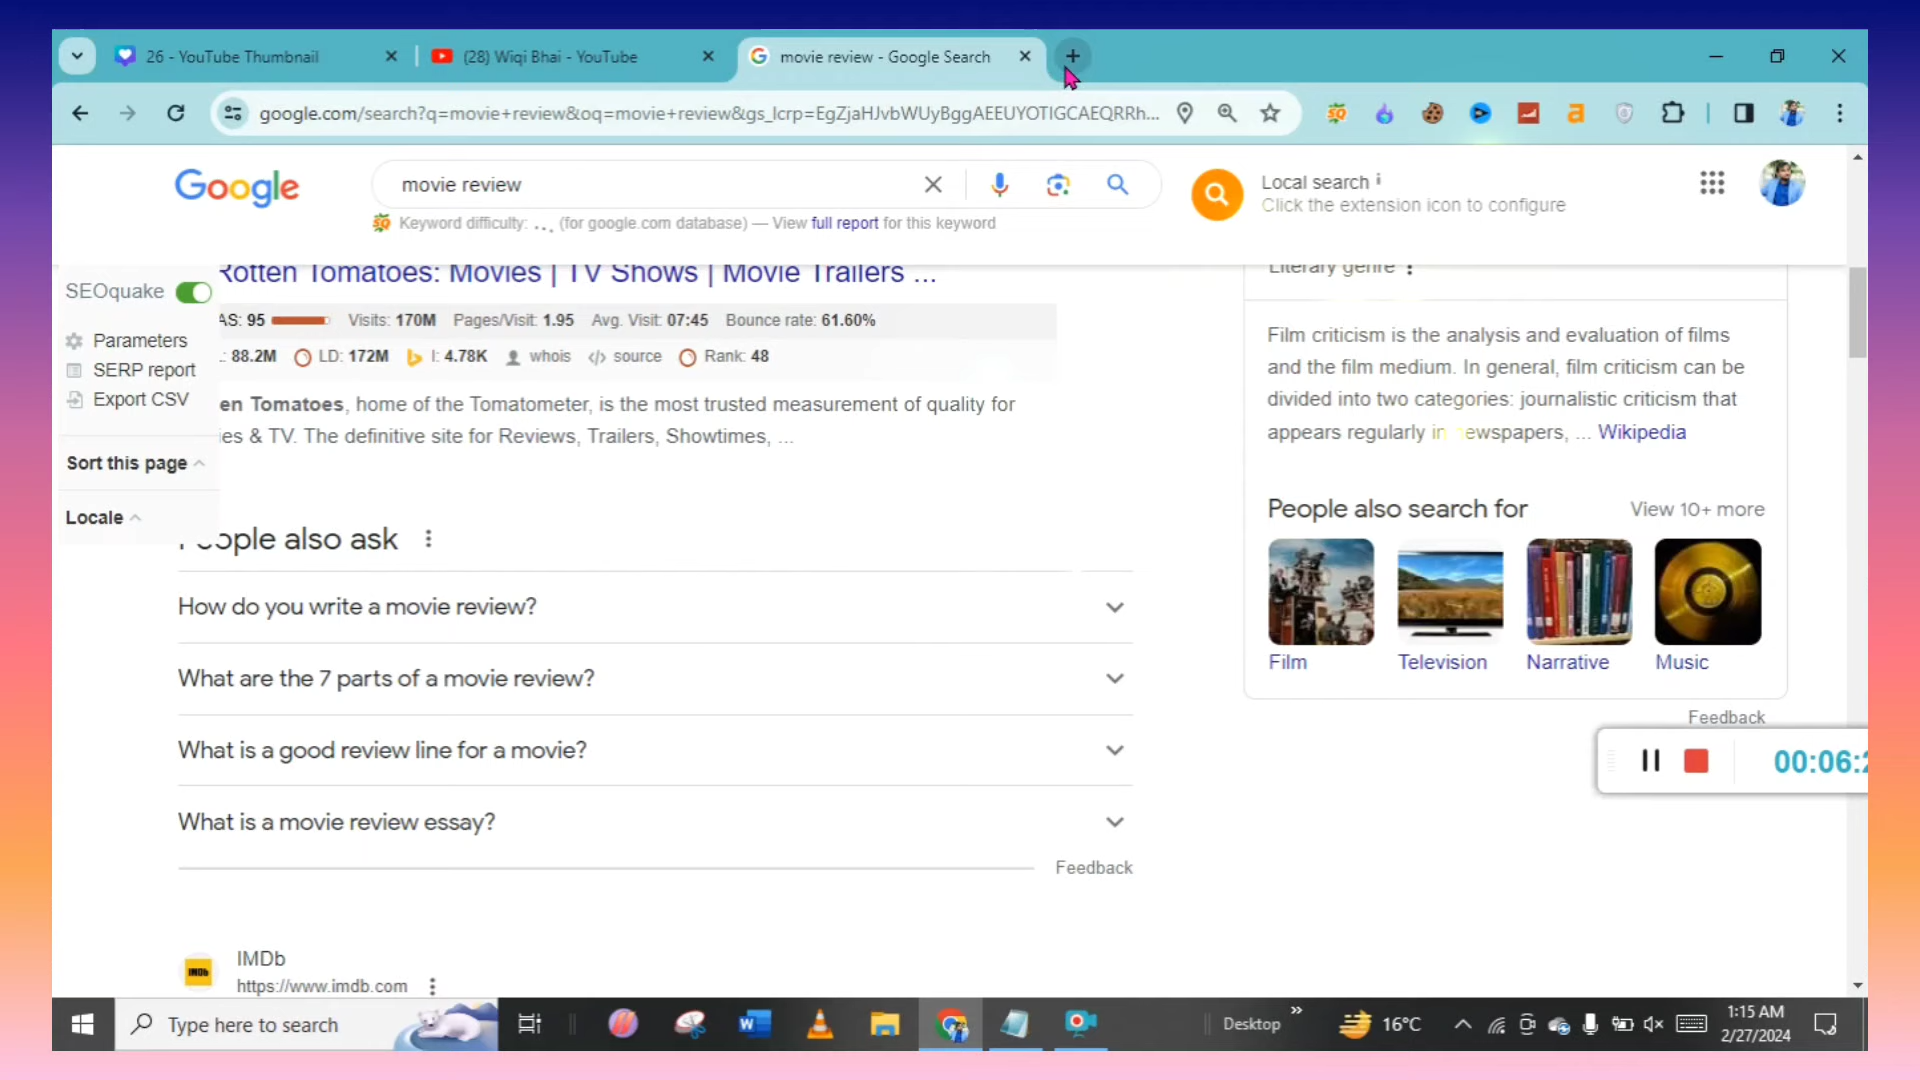 26 - YouTube Thumbnail
(28) Wiqi Bhai - YouTube
movie review - Google Search
google.com/search?q=movie+review&oq=movie+review&gs_lcrp=EgZjaHJvbWUyBggAEEUYOTIGCAEQRRh...
Google
movie review
Local search i
Click the extension icon to configure
Keyword difficulty: ... (for google.com database) — View full report for this keyword
SEOquake
Parameters
SERP report
Export CSV
Sort this page
Locale
Rotten Tomatoes: Movies | TV Shows | Movie Trailers ...
AS: 95 Visits: 170M Pages/Visit: 1.95 Avg. Visit: 07:45 Bounce rate: 61.60%
: 88.2M LD: 172M I: 4.78K whois </> source Rank: 48
en Tomatoes, home of the Tomatometer, is the most trusted measurement of quality for
ies & TV. The definitive site for Reviews, Trailers, Showtimes, ...
People also ask
How do you write a movie review?
What are the 7 parts of a movie review?
What is a good review line for a movie?
What is a movie review essay?
Feedback
IMDb
IMDb
https://www.imdb.com
Literary genre
Film criticism is the analysis and evaluation of films
and the film medium. In general, film criticism can be
divided into two categories: journalistic criticism that
appears regularly in newspapers, ... Wikipedia
People also search for
View 10+ more
Film
Television
Narrative
Music
Feedback
00:06:2
Type here to search
Desktop
16°C
1:15 AM
2/27/2024